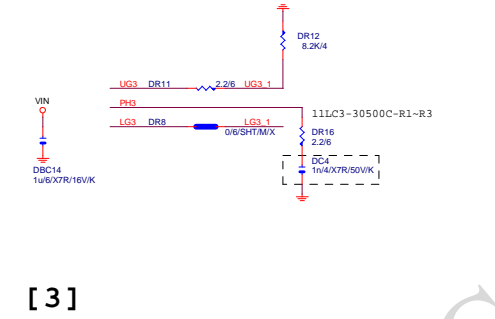 DR12
8.2K/4
UG3 DR11 2.2/6 UG3_1
VIN
PH3
11LC3-30500C-R1~R3
LG3 DR8 LG3_1
0/6/SHT/M/X
DR16
2.2/6
DC4
1n/4/X7R/50V/K
DBC14
1u/6/X7R/16V/K
[3]